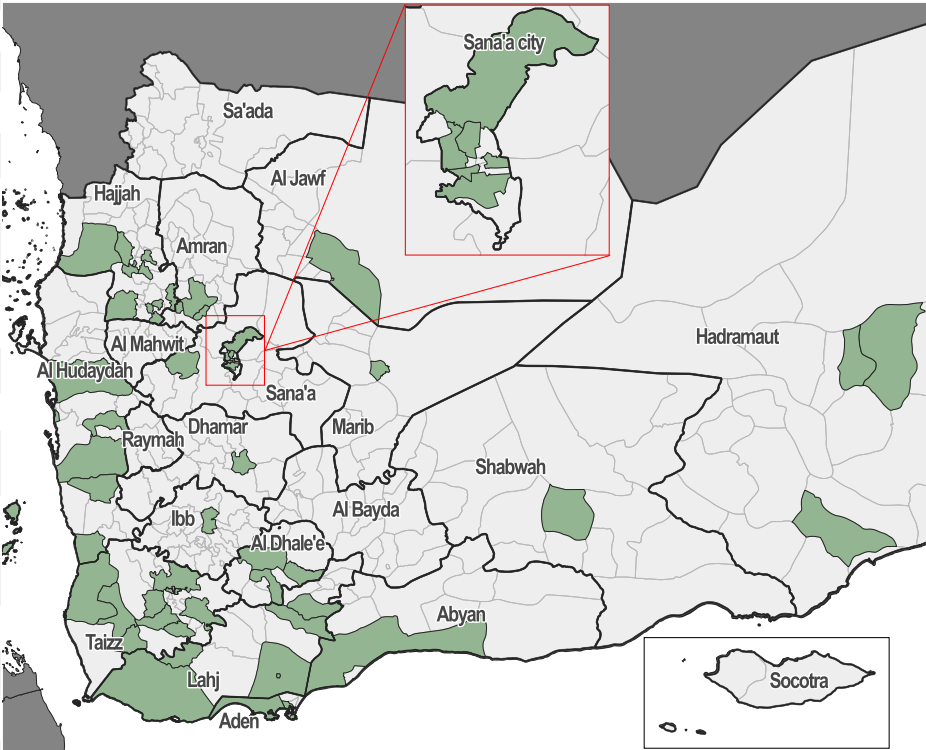 Sana'a city
Sa'ada
Al Jawf
Hajjah
Amran
Al Mahwit
Hadramaut
Al Hudaydah
Sana'a
Raymah
Dhamar
Marib
Shabwah
Ibb
Al Bayda
Al Dhale'e
Abyan
Taizz
Lahj
Socotra
Aden